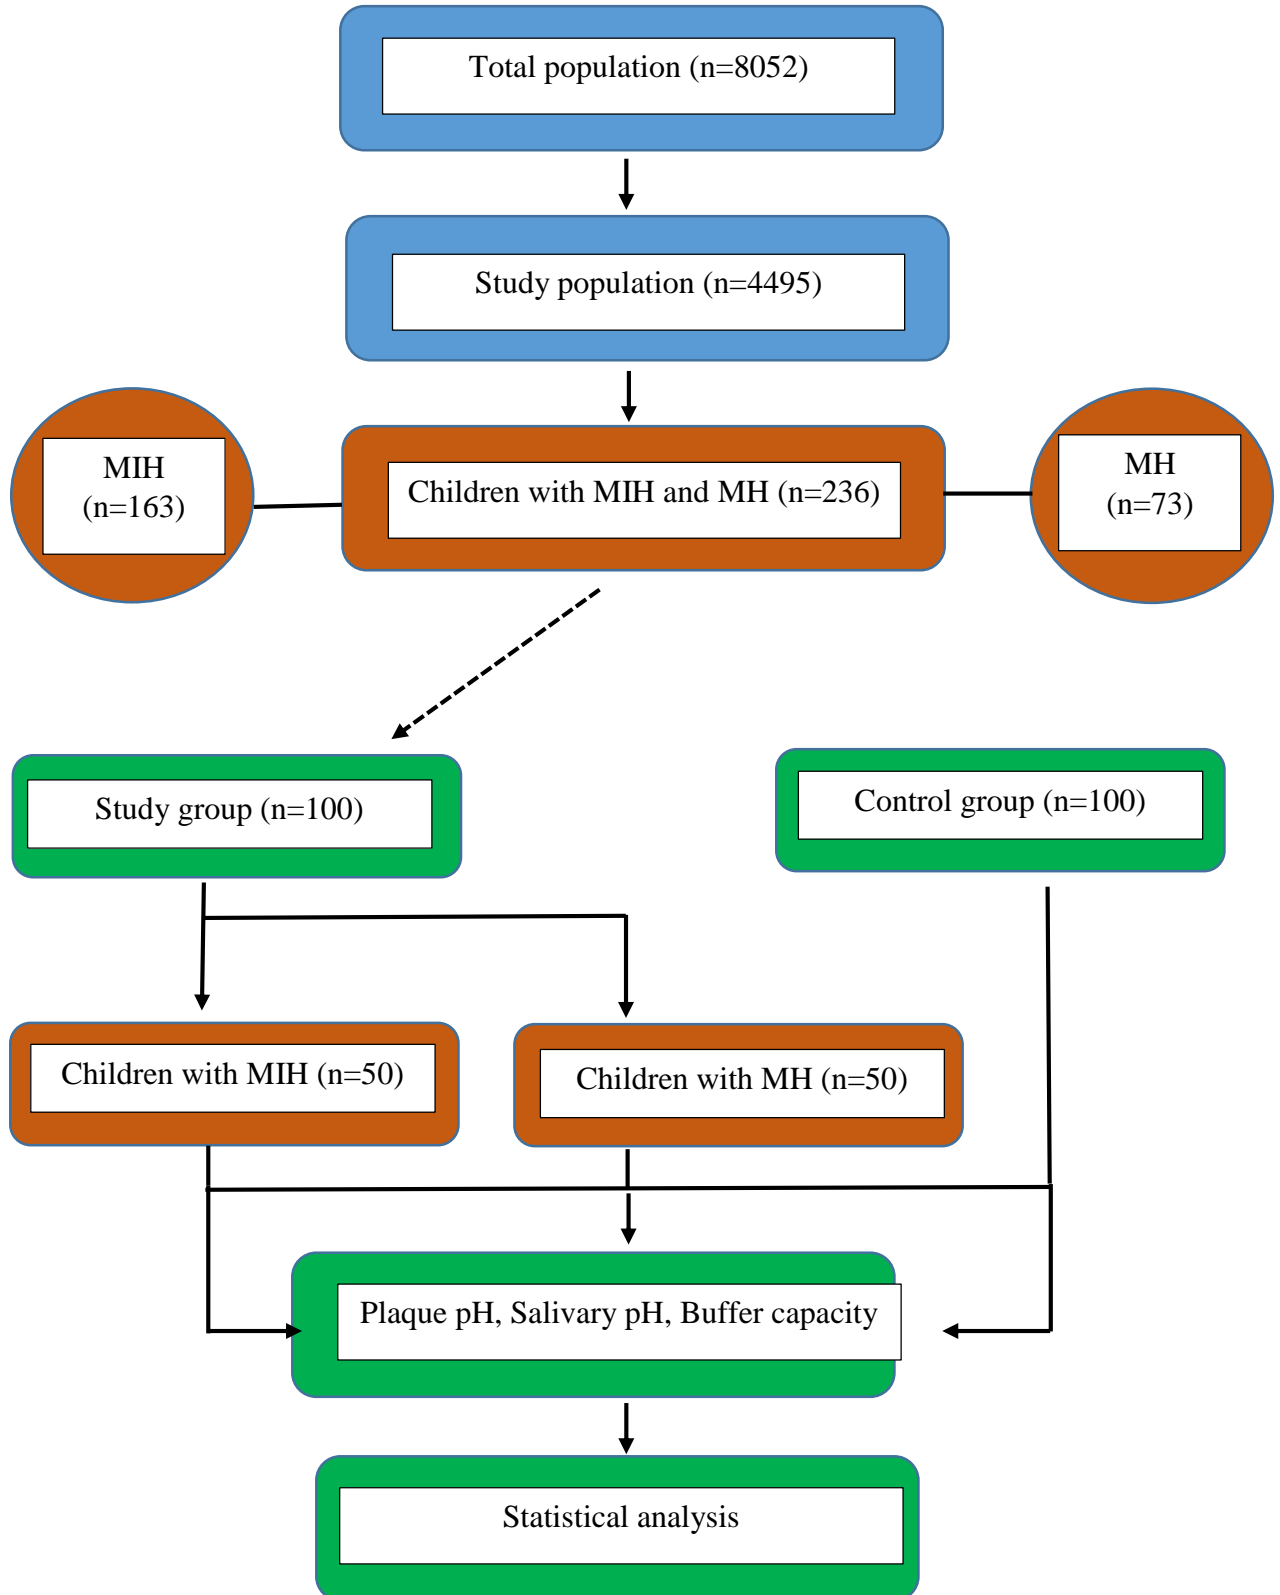 Total population (n=8052)
Study population (n=4495)
MIH
(n=163)
Children with MIH and MH (n=236)
MH
(n=73)
Study group (n=100)
Control group (n=100)
Children with MIH (n=50)
Children with MH (n=50)
Plaque pH, Salivary pH, Buffer capacity
Statistical analysis